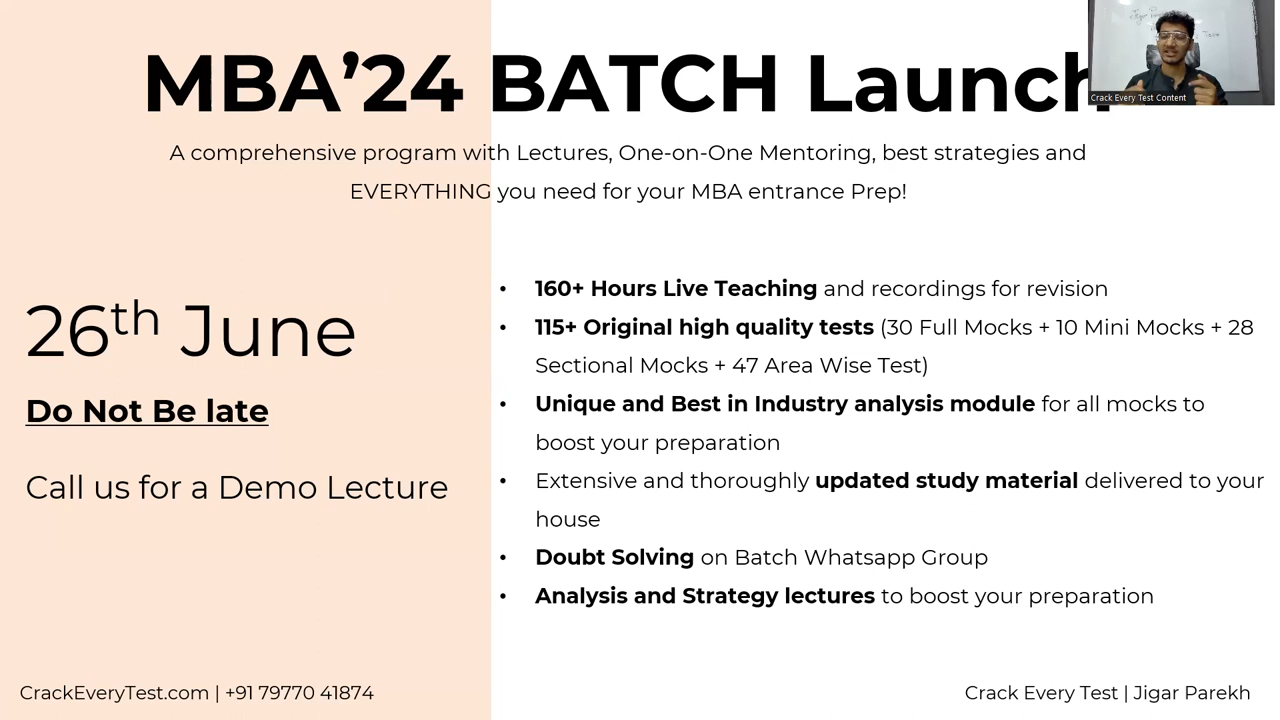 MBA’24 BATCH Launch
Crack Every Test Content
A comprehensive program with Lectures, One-on-One Mentoring, best strategies and
EVERYTHING you need for your MBA entrance Prep!
26th June
Do Not Be late
Call us for a Demo Lecture
• 160+ Hours Live Teaching and recordings for revision
• 115+ Original high quality tests (30 Full Mocks + 10 Mini Mocks + 28
Sectional Mocks + 47 Area Wise Test)
• Unique and Best in Industry analysis module for all mocks to
boost your preparation
• Extensive and thoroughly updated study material delivered to your
house
• Doubt Solving on Batch Whatsapp Group
• Analysis and Strategy lectures to boost your preparation
CrackEveryTest.com | +91 79770 41874
Crack Every Test | Jigar Parekh